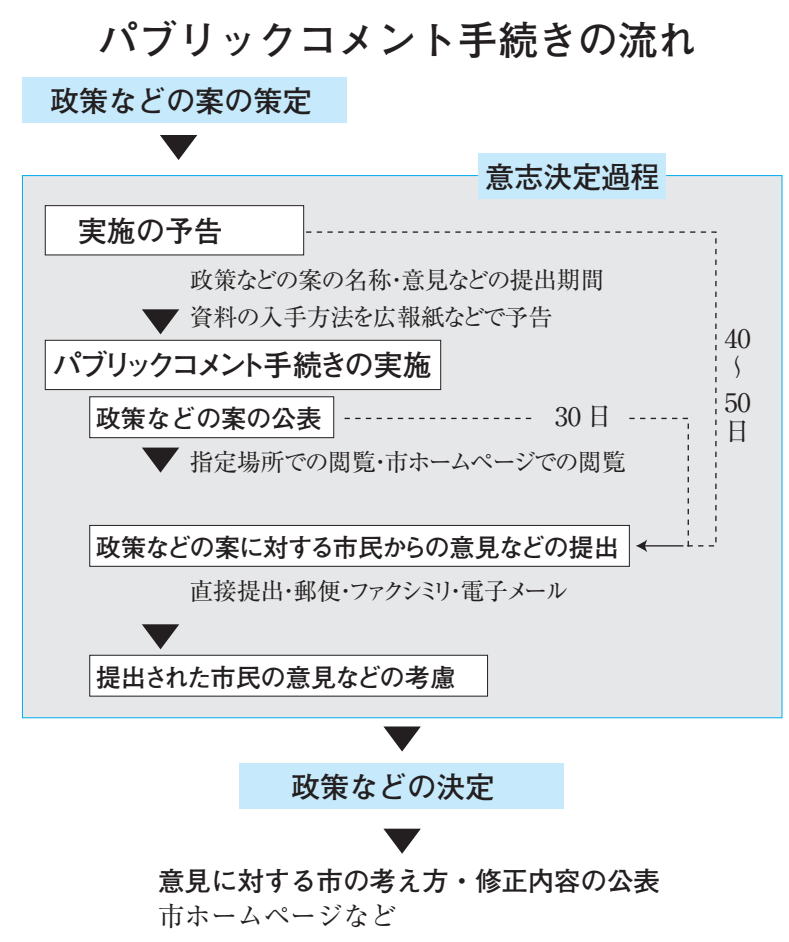 パブリックコメント手続きの流れ
政策などの案の策定
意志決定過程
実施の予告
政策などの案の名称・意見などの提出期間
資料の入手方法を広報紙などで予告
パブリックコメント手続きの実施
政策などの案の公表
30日
40〜50日
指定場所での閲覧・市ホームページでの閲覧
政策などの案に対する市民からの意見などの提出
直接提出・郵便・ファクシミリ・電子メール
提出された市民の意見などの考慮
政策などの決定
意見に対する市の考え方・修正内容の公表
市ホームページなど